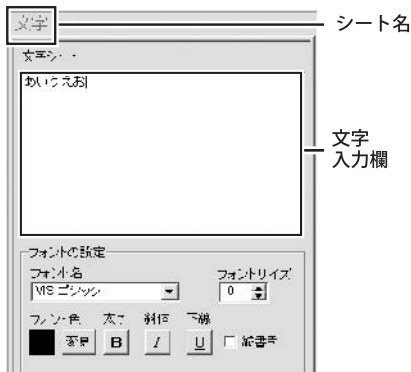 文字
シート名
文字シート
あいうえお
文字
入力欄
フォントの設定
フォント名
フォントサイズ
MS ゴシック
フォント色 太字 斜体 下線
変更 B I U 縦書き